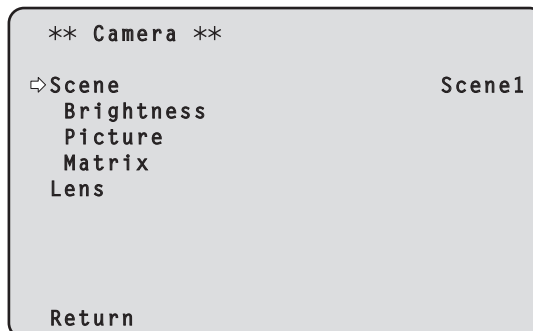 ** Camera **
⇨Scene Scene1
Brightness
Picture
Matrix
Lens
Return